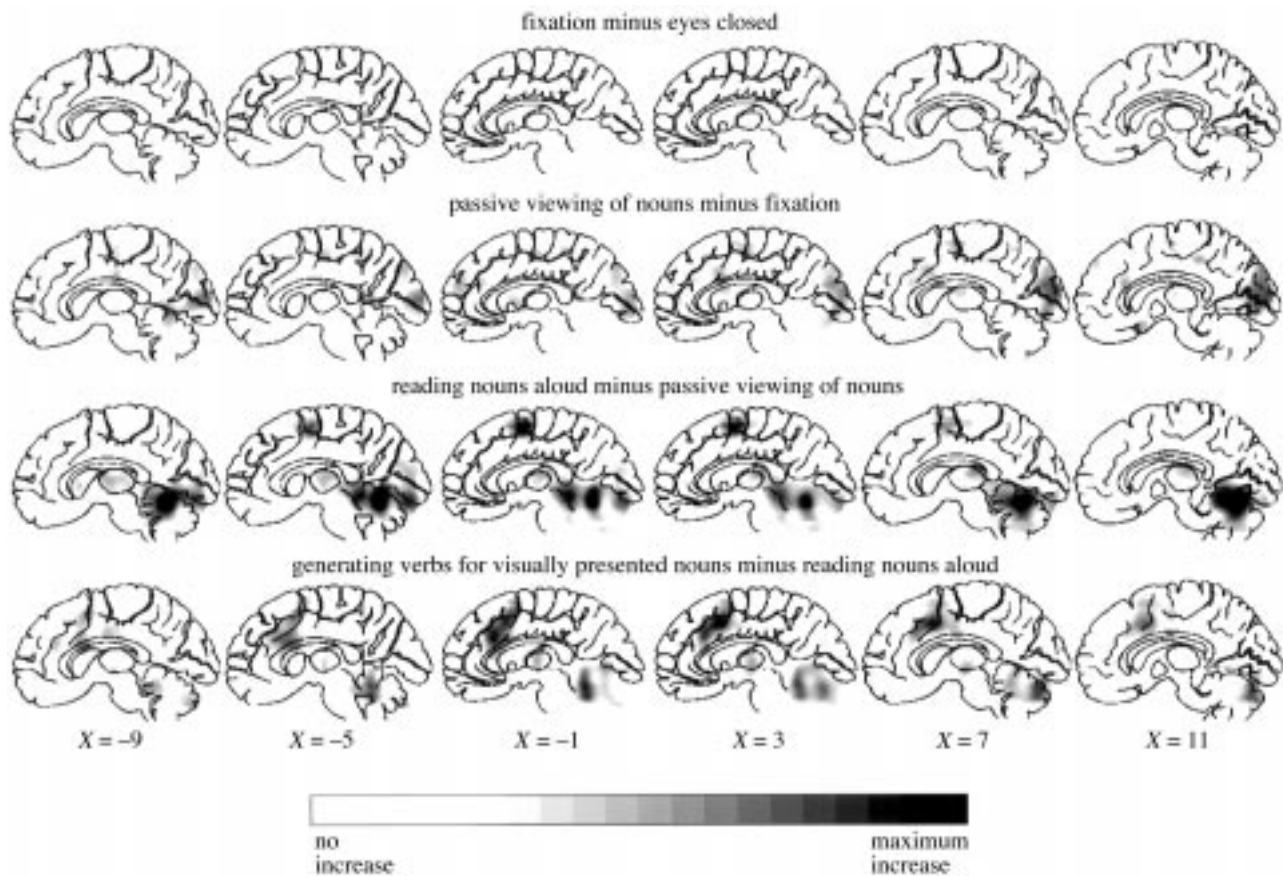 fixation minus eyes closed
passive viewing of nouns minus fixation
reading nouns aloud minus passive viewing of nouns
generating verbs for visually presented nouns minus reading nouns aloud
X = –9 X = –5 X = –1 X = 3 X = 7 X = 11
no maximum
increase increase